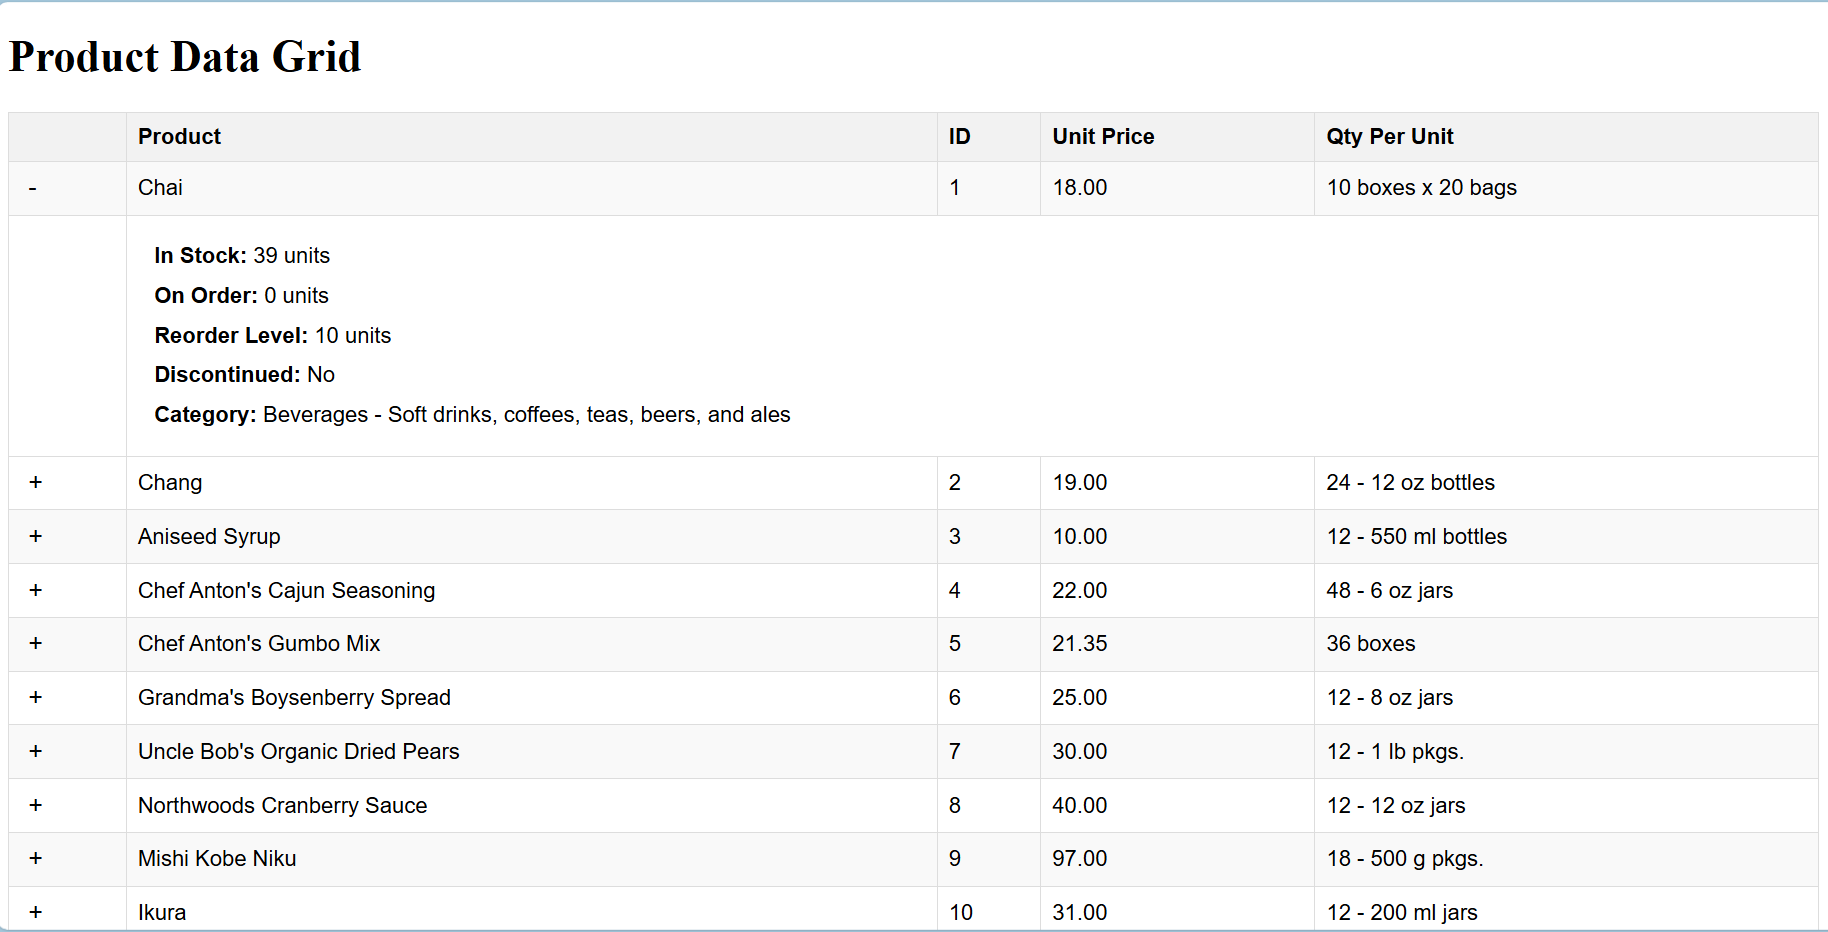 Product Data Grid
Product ID Unit Price Qty Per Unit
- Chai 1 18.00 10 boxes x 20 bags
In Stock: 39 units
On Order: 0 units
Reorder Level: 10 units
Discontinued: No
Category: Beverages - Soft drinks, coffees, teas, beers, and ales
+ Chang 2 19.00 24 - 12 oz bottles
+ Aniseed Syrup 3 10.00 12 - 550 ml bottles
+ Chef Anton's Cajun Seasoning 4 22.00 48 - 6 oz jars
+ Chef Anton's Gumbo Mix 5 21.35 36 boxes
+ Grandma's Boysenberry Spread 6 25.00 12 - 8 oz jars
+ Uncle Bob's Organic Dried Pears 7 30.00 12 - 1 lb pkgs.
+ Northwoods Cranberry Sauce 8 40.00 12 - 12 oz jars
+ Mishi Kobe Niku 9 97.00 18 - 500 g pkgs.
+ Ikura 10 31.00 12 - 200 ml jars